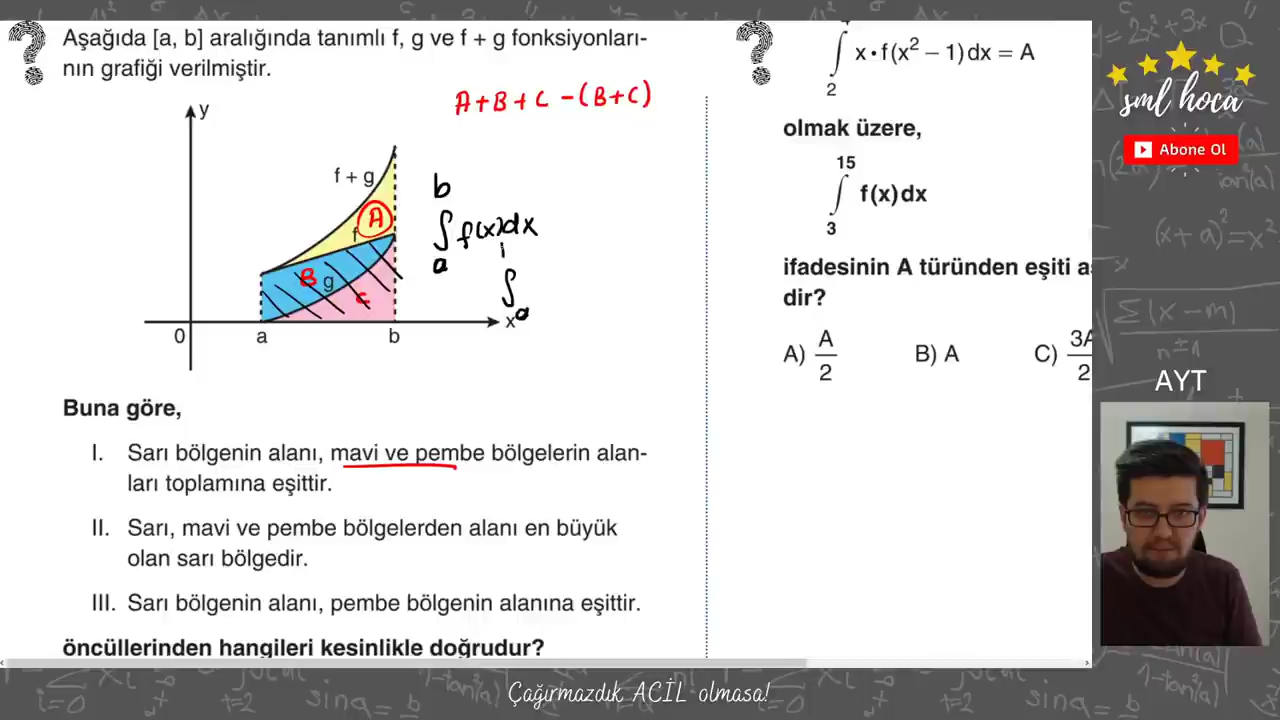 Aşağıda [a, b] aralığında tanımlı f, g ve f + g fonksiyonları-
nın grafiği verilmiştir.
A+B+C-(B+C)
y
f + g
A
f
B
g
C
0
a
b
x
b
∫ f(x)dx
a
∫
a
Buna göre,
I. Sarı bölgenin alanı, mavi ve pembe bölgelerin alan-
ları toplamına eşittir.
II. Sarı, mavi ve pembe bölgelerden alanı en büyük
olan sarı bölgedir.
III. Sarı bölgenin alanı, pembe bölgenin alanına eşittir.
öncüllerinden hangileri kesinlikle doğrudur?
∫ x • f(x² – 1) dx = A
2
olmak üzere,
15
∫ f(x) dx
3
ifadesinin A türünden eşiti
dir?
A) A/2 B) A C) 3A/2
sml hoca
Abone Ol
AYT
Çağırmazdık ACİL olmasa!